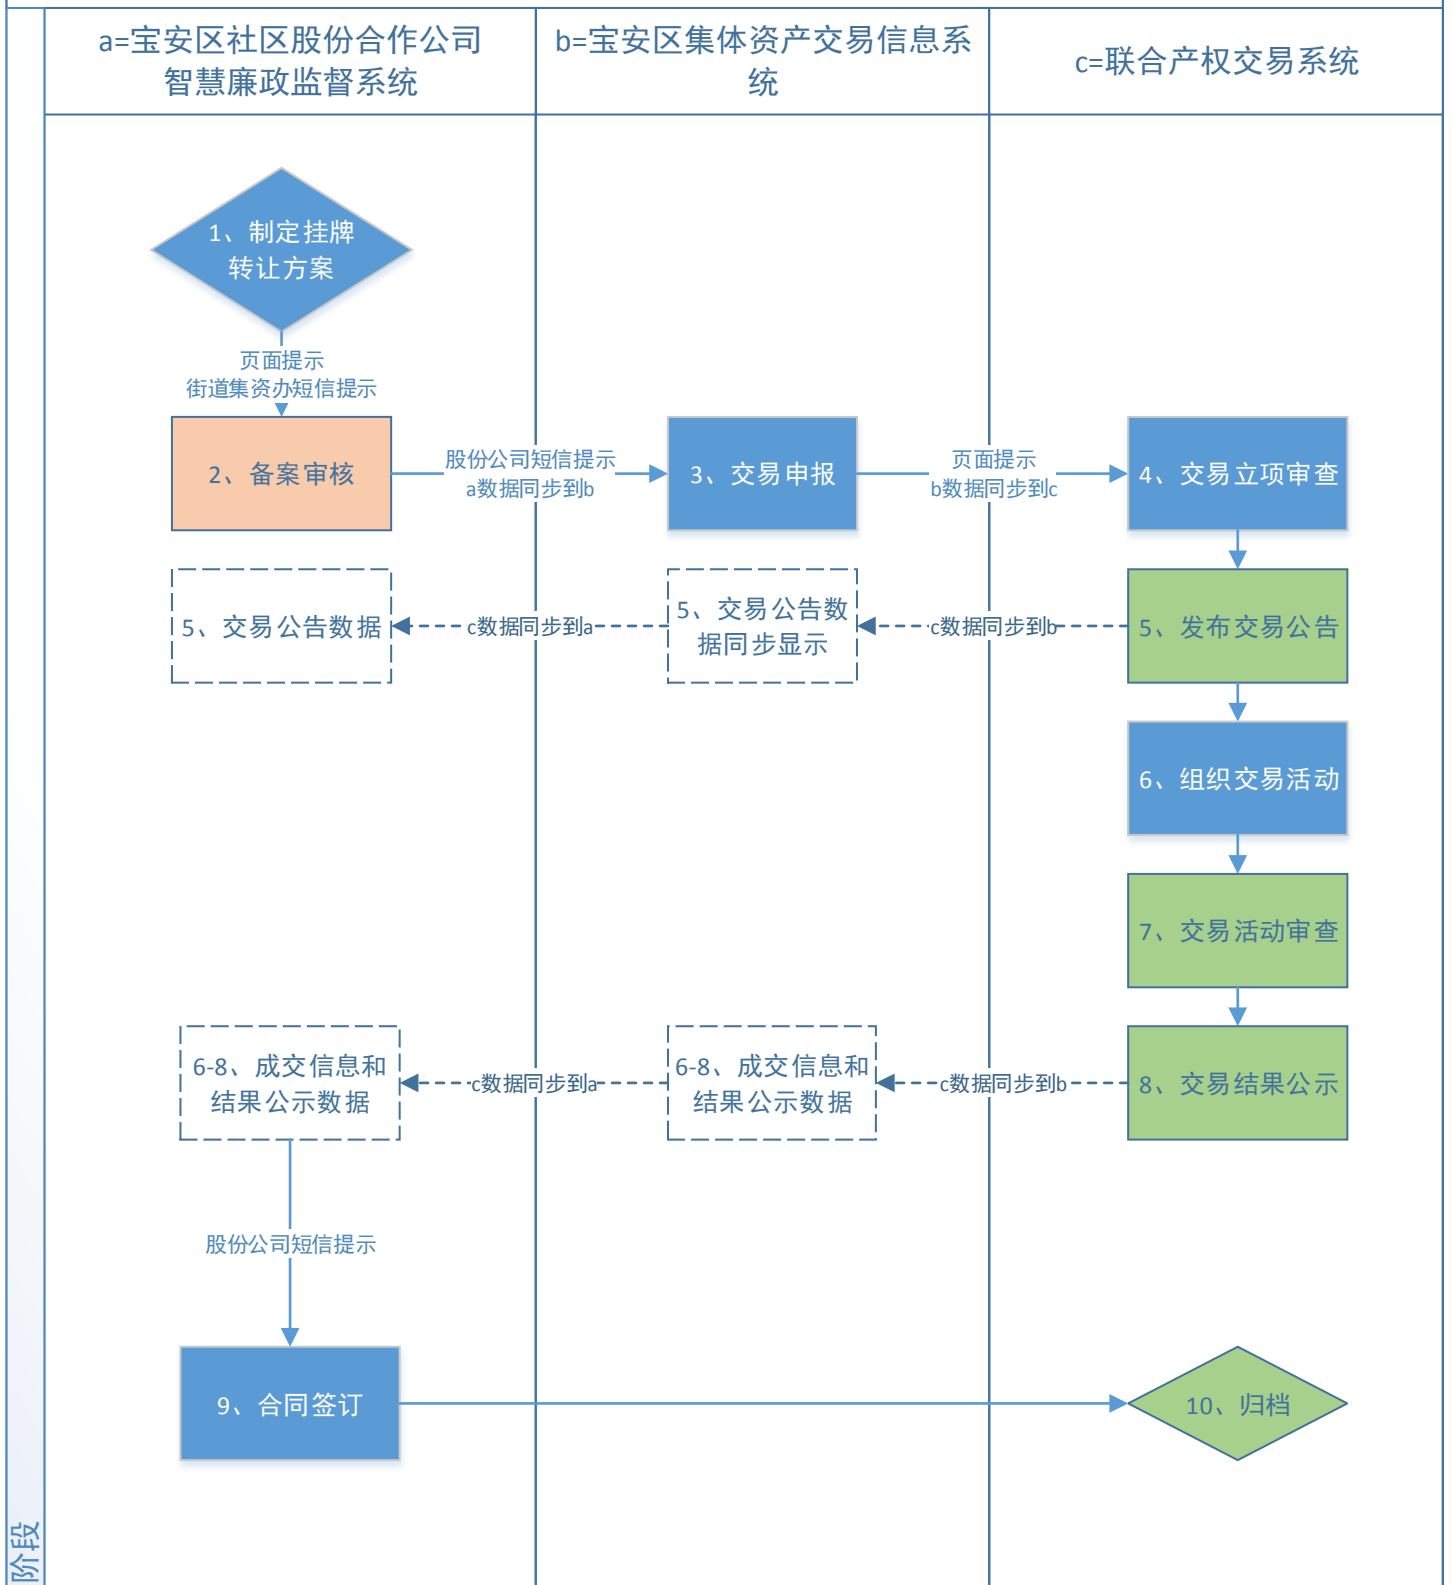 a=宝安区社区股份合作公司
智慧廉政监督系统
b=宝安区集体资产交易信息系
统
c=联合产权交易系统
1、制定挂牌
转让方案
页面提示
街道集资办短信提示
2、备案审核
股份公司短信提示
a数据同步到b
3、交易申报
页面提示
b数据同步到c
4、交易立项审查
5、交易公告数据
c数据同步到a
5、交易公告数
据同步显示
c数据同步到b
5、发布交易公告
6、组织交易活动
7、交易活动审查
6-8、成交信息和
结果公示数据
c数据同步到a
6-8、成交信息和
结果公示数据
c数据同步到b
8、交易结果公示
股份公司短信提示
9、合同签订
10、归档
阶段